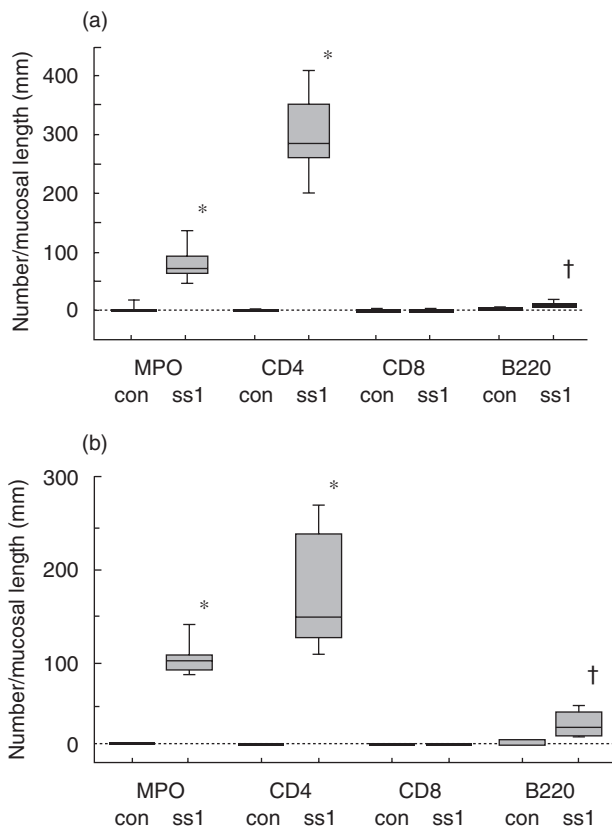 (a)
Number/mucosal length (mm)
400
300
200
100
0
*
*
†
MPO CD4 CD8 B220
con ss1 con ss1 con ss1 con ss1
(b)
Number/mucosal length (mm)
300
200
100
0
*
*
†
MPO CD4 CD8 B220
con ss1 con ss1 con ss1 con ss1